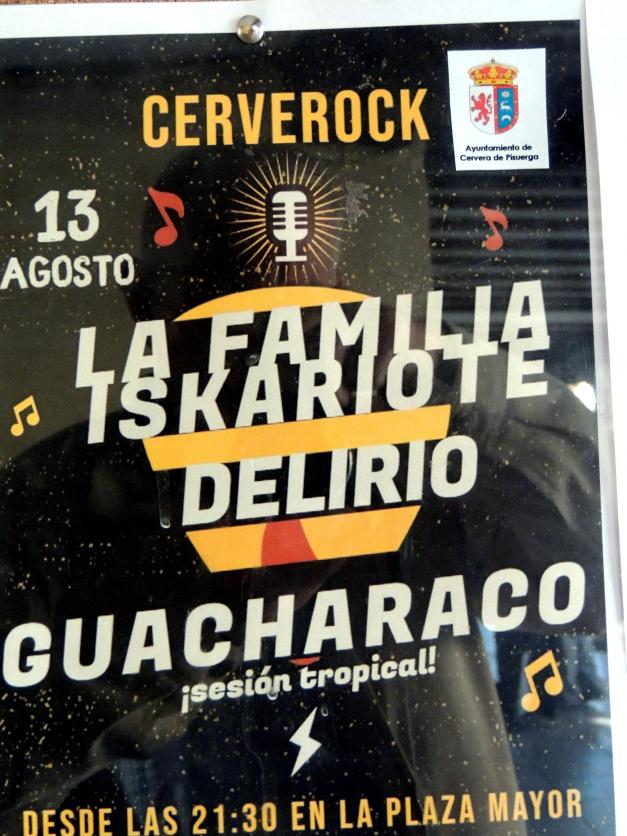 CERVEROCK
Ayuntamiento de
Cervera de Pisuerga
13
AGOSTO
LA FAMILIA
ISKARIOTE
DELIRIO
GUACHARACO
¡sesión tropical!
DESDE LAS 21:30 EN LA PLAZA MAYOR